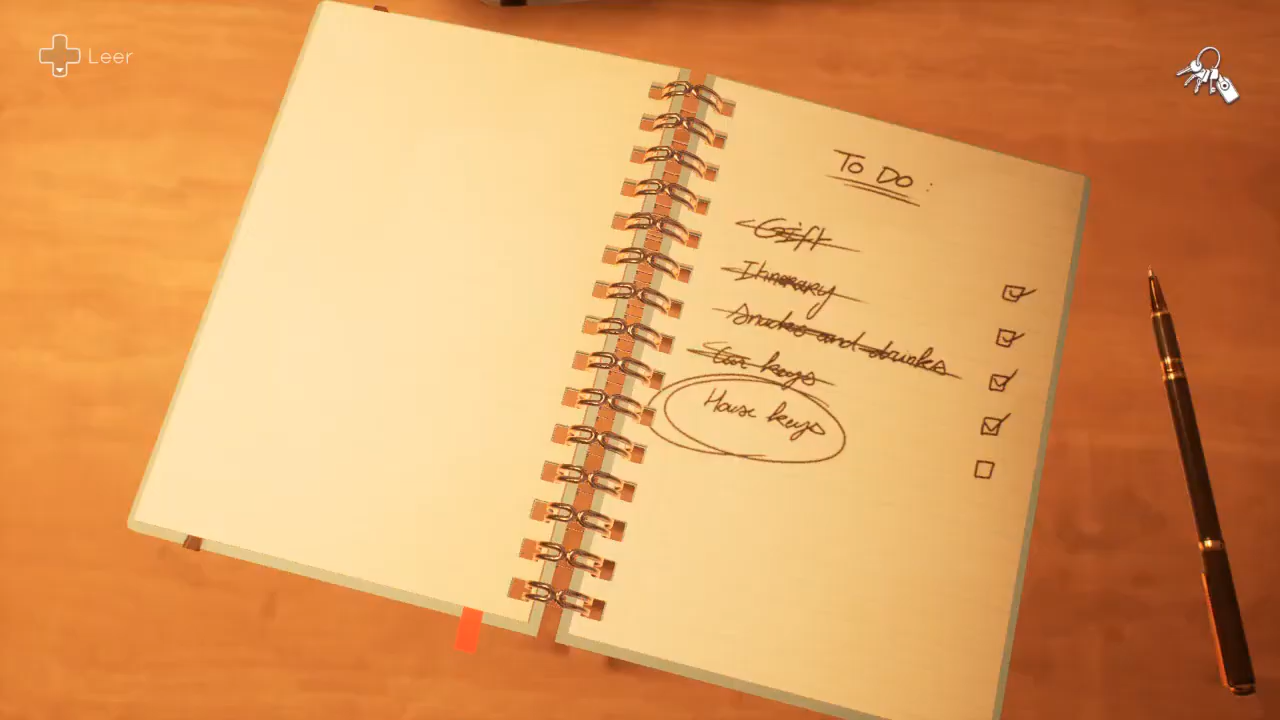 Leer
To Do :
Gift
Itinerary
Snacks and drinks
Car keys
House keys